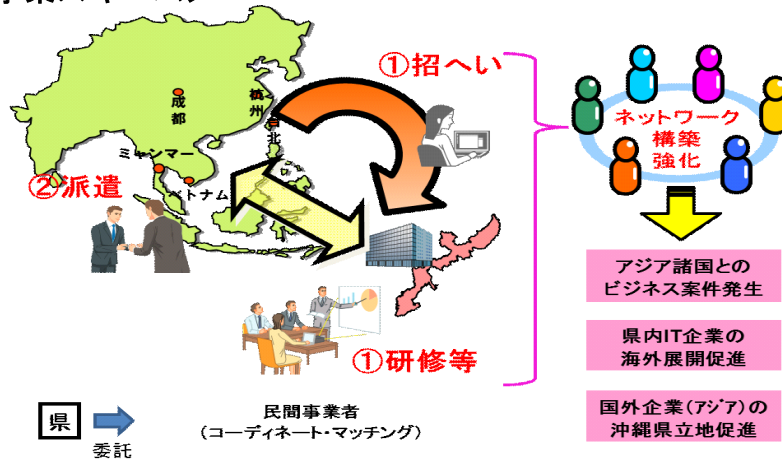 ①招へい
成都
杭州
台北
ミャンマー
②派遣
ベトナム
①研修等
ネットワーク
構築
強化
アジア諸国との
ビジネス案件発生
県内IT企業の
海外展開促進
国外企業(アジア)の
沖縄県立地促進
県
委託
民間事業者
(コーディネート・マッチング)